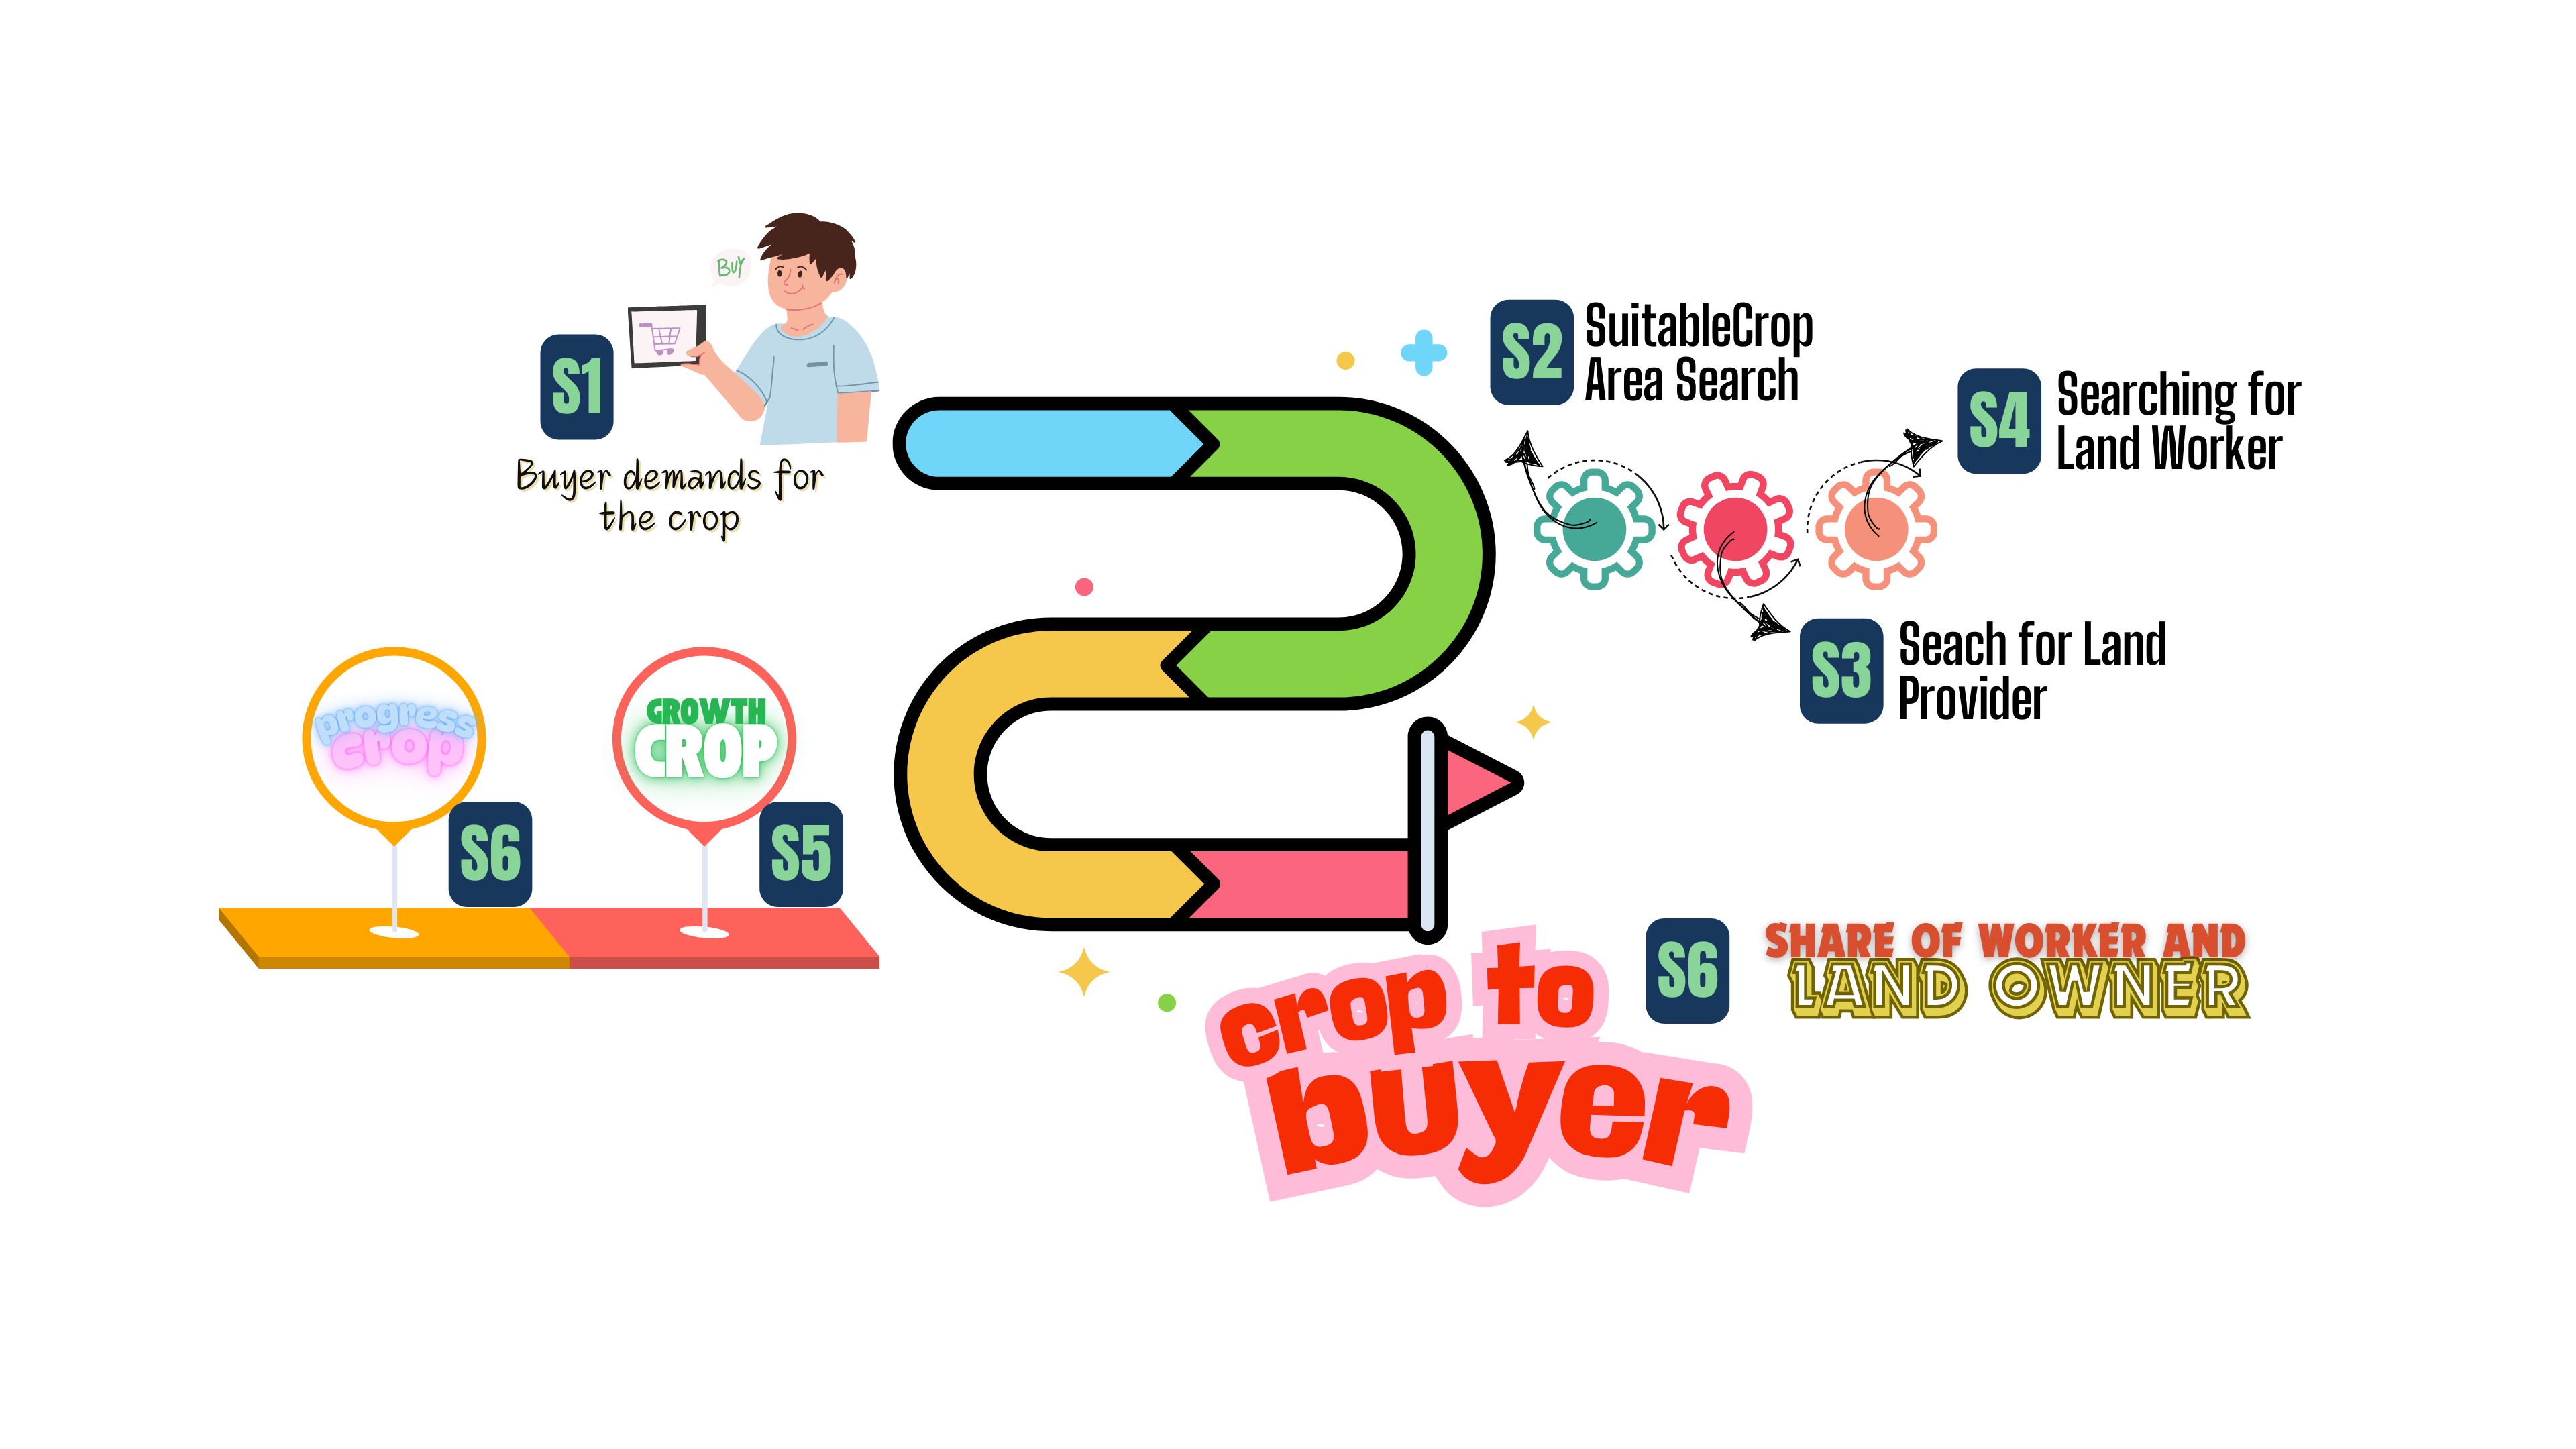 BUY
S1
Buyer demands for
the crop
S2
SuitableCrop
Area Search
S4
Searching for
Land Worker
S3
Seach for Land
Provider
progress
crop
S6
GROWTH
CROP
S5
crop to
buyer
S6
SHARE OF WORKER AND
LAND OWNER